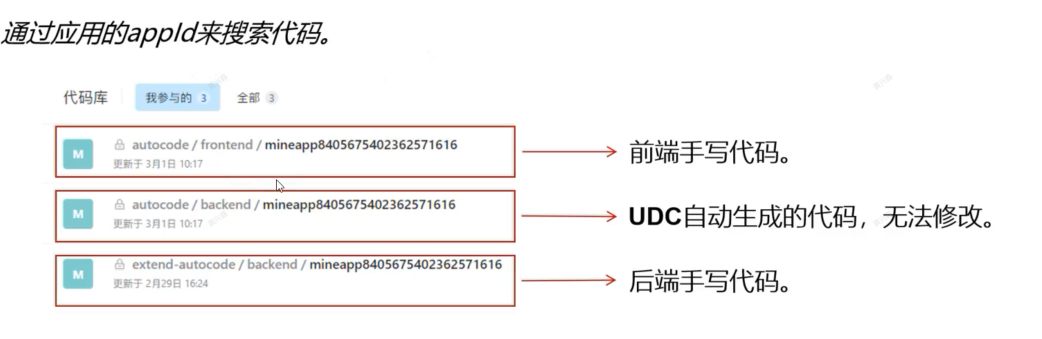 通过应用的appId来搜索代码。
代码库 我参与的 3 全部 3
M autocode / frontend / mineapp8405675402362571616
更新于 3月1日 10:17
前端手写代码。
M autocode / backend / mineapp8405675402362571616
更新于 3月1日 10:17
UDC自动生成的代码，无法修改。
M extend-autocode / backend / mineapp8405675402362571616
更新于 2月29日 16:24
后端手写代码。